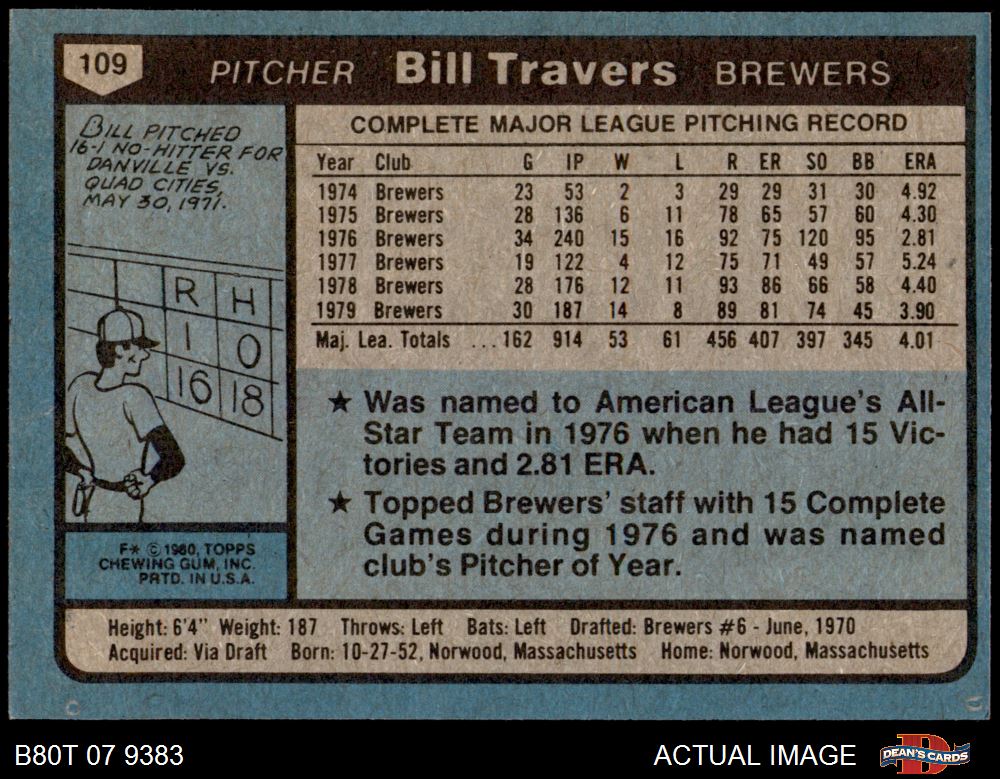 109 PITCHER Bill Travers BREWERS
BILL PITCHED
16-1 NO-HITTER FOR
DANVILLE VS.
QUAD CITIES,
MAY 30, 1971.
R H
1 0
16 18
F* © 1980, TOPPS
CHEWING GUM, INC.
PRTD. IN U.S.A.
COMPLETE MAJOR LEAGUE PITCHING RECORD
Year Club G IP W L R ER SO BB ERA
1974 Brewers 23 53 2 3 29 29 31 30 4.92
1975 Brewers 28 136 6 11 78 65 57 60 4.30
1976 Brewers 34 240 15 16 92 75 120 95 2.81
1977 Brewers 19 122 4 12 75 71 49 57 5.24
1978 Brewers 28 176 12 11 93 86 66 58 4.40
1979 Brewers 30 187 14 8 89 81 74 45 3.90
Maj. Lea. Totals ...162 914 53 61 456 407 397 345 4.01
★ Was named to American League's All-
Star Team in 1976 when he had 15 Vic-
tories and 2.81 ERA.
★ Topped Brewers' staff with 15 Complete
Games during 1976 and was named
club's Pitcher of Year.
Height: 6'4" Weight: 187 Throws: Left Bats: Left Drafted: Brewers #6 - June, 1970
Acquired: Via Draft Born: 10-27-52, Norwood, Massachusetts Home: Norwood, Massachusetts
B80T 07 9383 ACTUAL IMAGE DEAN'S CARDS